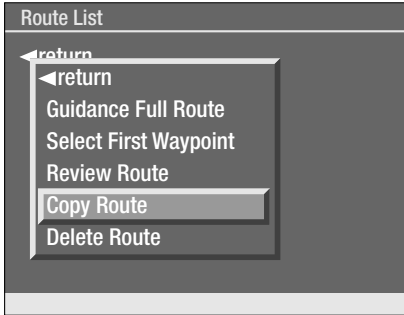 Route List
◄return
◄return
Guidance Full Route
Select First Waypoint
Review Route
Copy Route
Delete Route